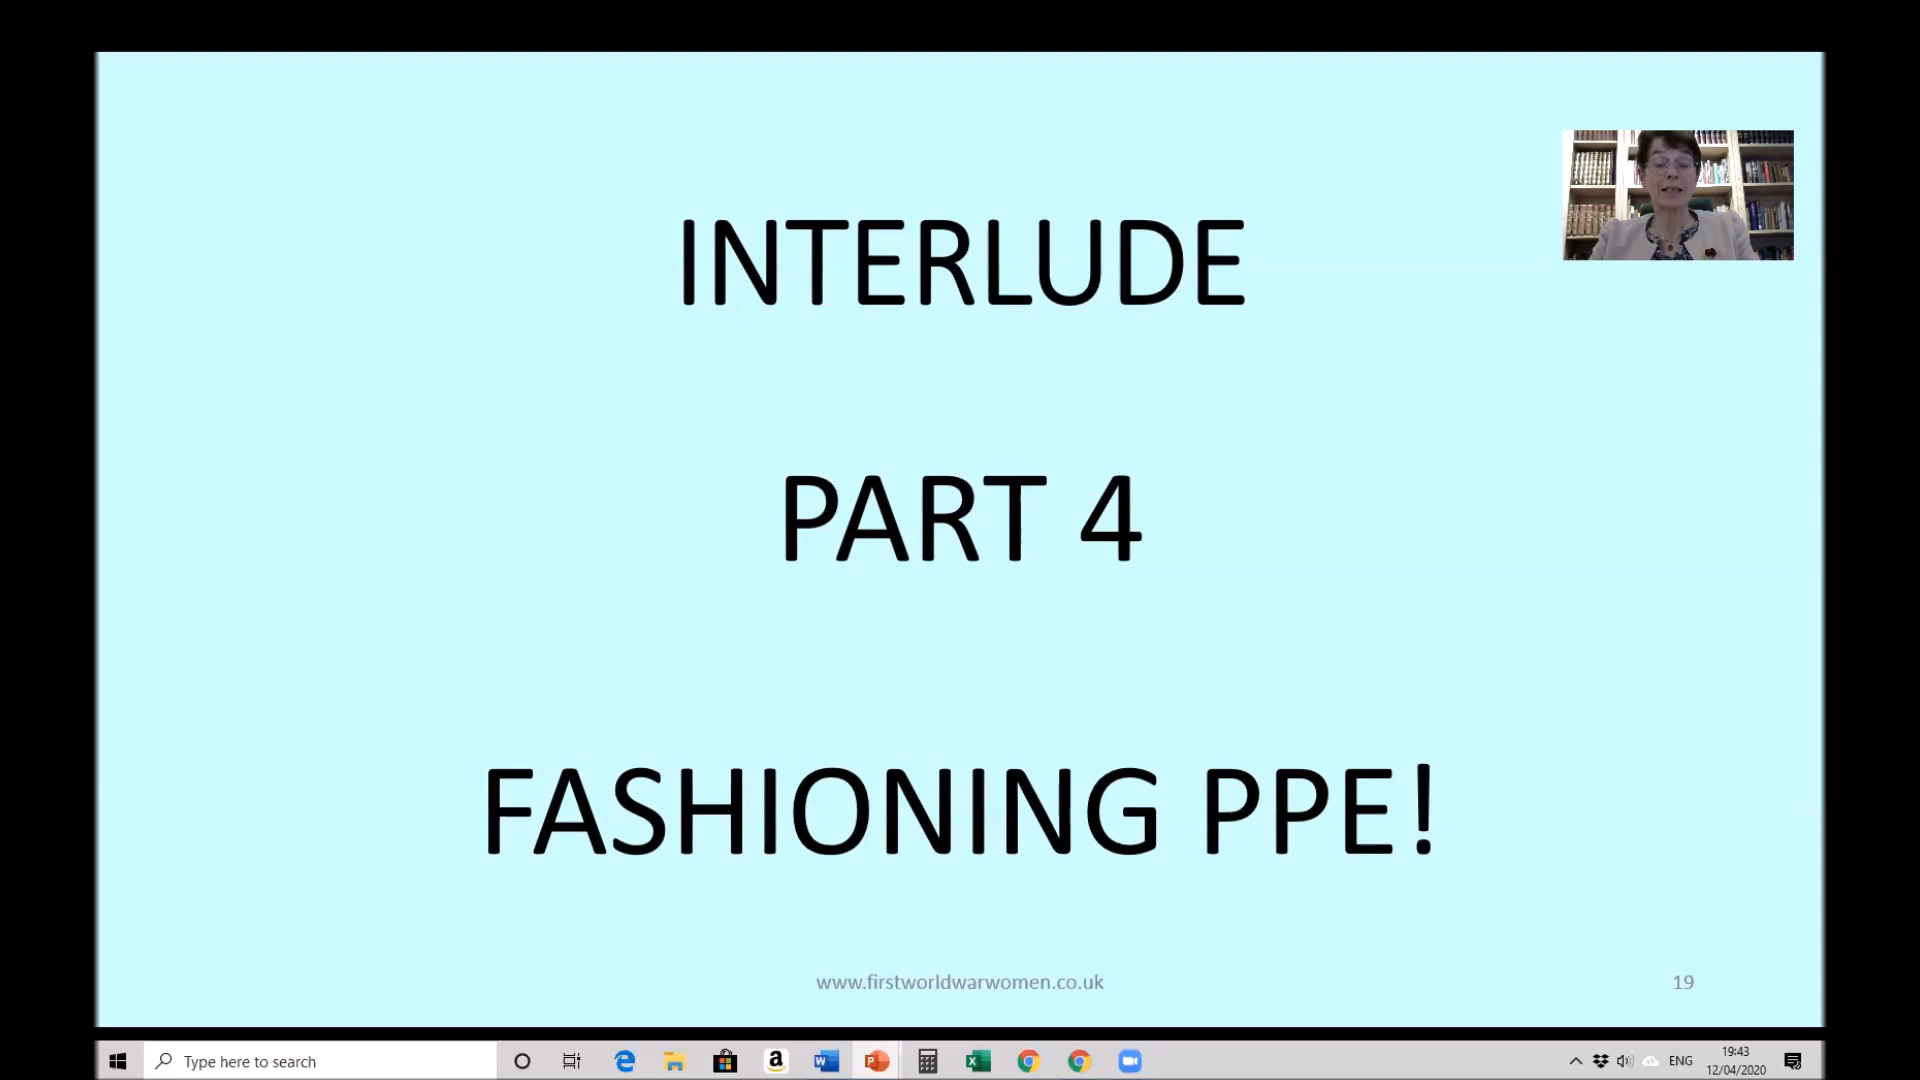 INTERLUDE
PART 4
FASHIONING PPE!
www.firstworldwarwomen.co.uk
19
Type here to search
ENG
19:43
12/04/2020